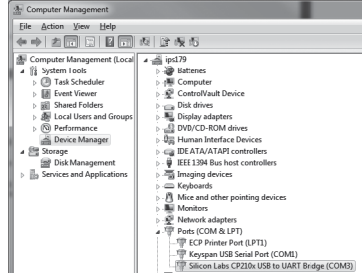 Computer Management
File Action View Help
Computer Management (Local
System Tools
Task Scheduler
Event Viewer
Shared Folders
Local Users and Groups
Performance
Device Manager
Storage
Disk Management
Services and Applications
ips179
Batteries
Computer
ControlVault Device
Disk drives
Display adapters
DVD/CD-ROM drives
Human Interface Devices
IDE ATA/ATAPI controllers
IEEE 1394 Bus host controllers
Imaging devices
Keyboards
Mice and other pointing devices
Monitors
Network adapters
Ports (COM & LPT)
ECP Printer Port (LPT1)
Keyspan USB Serial Port (COM1)
Silicon Labs CP210x USB to UART Bridge (COM3)